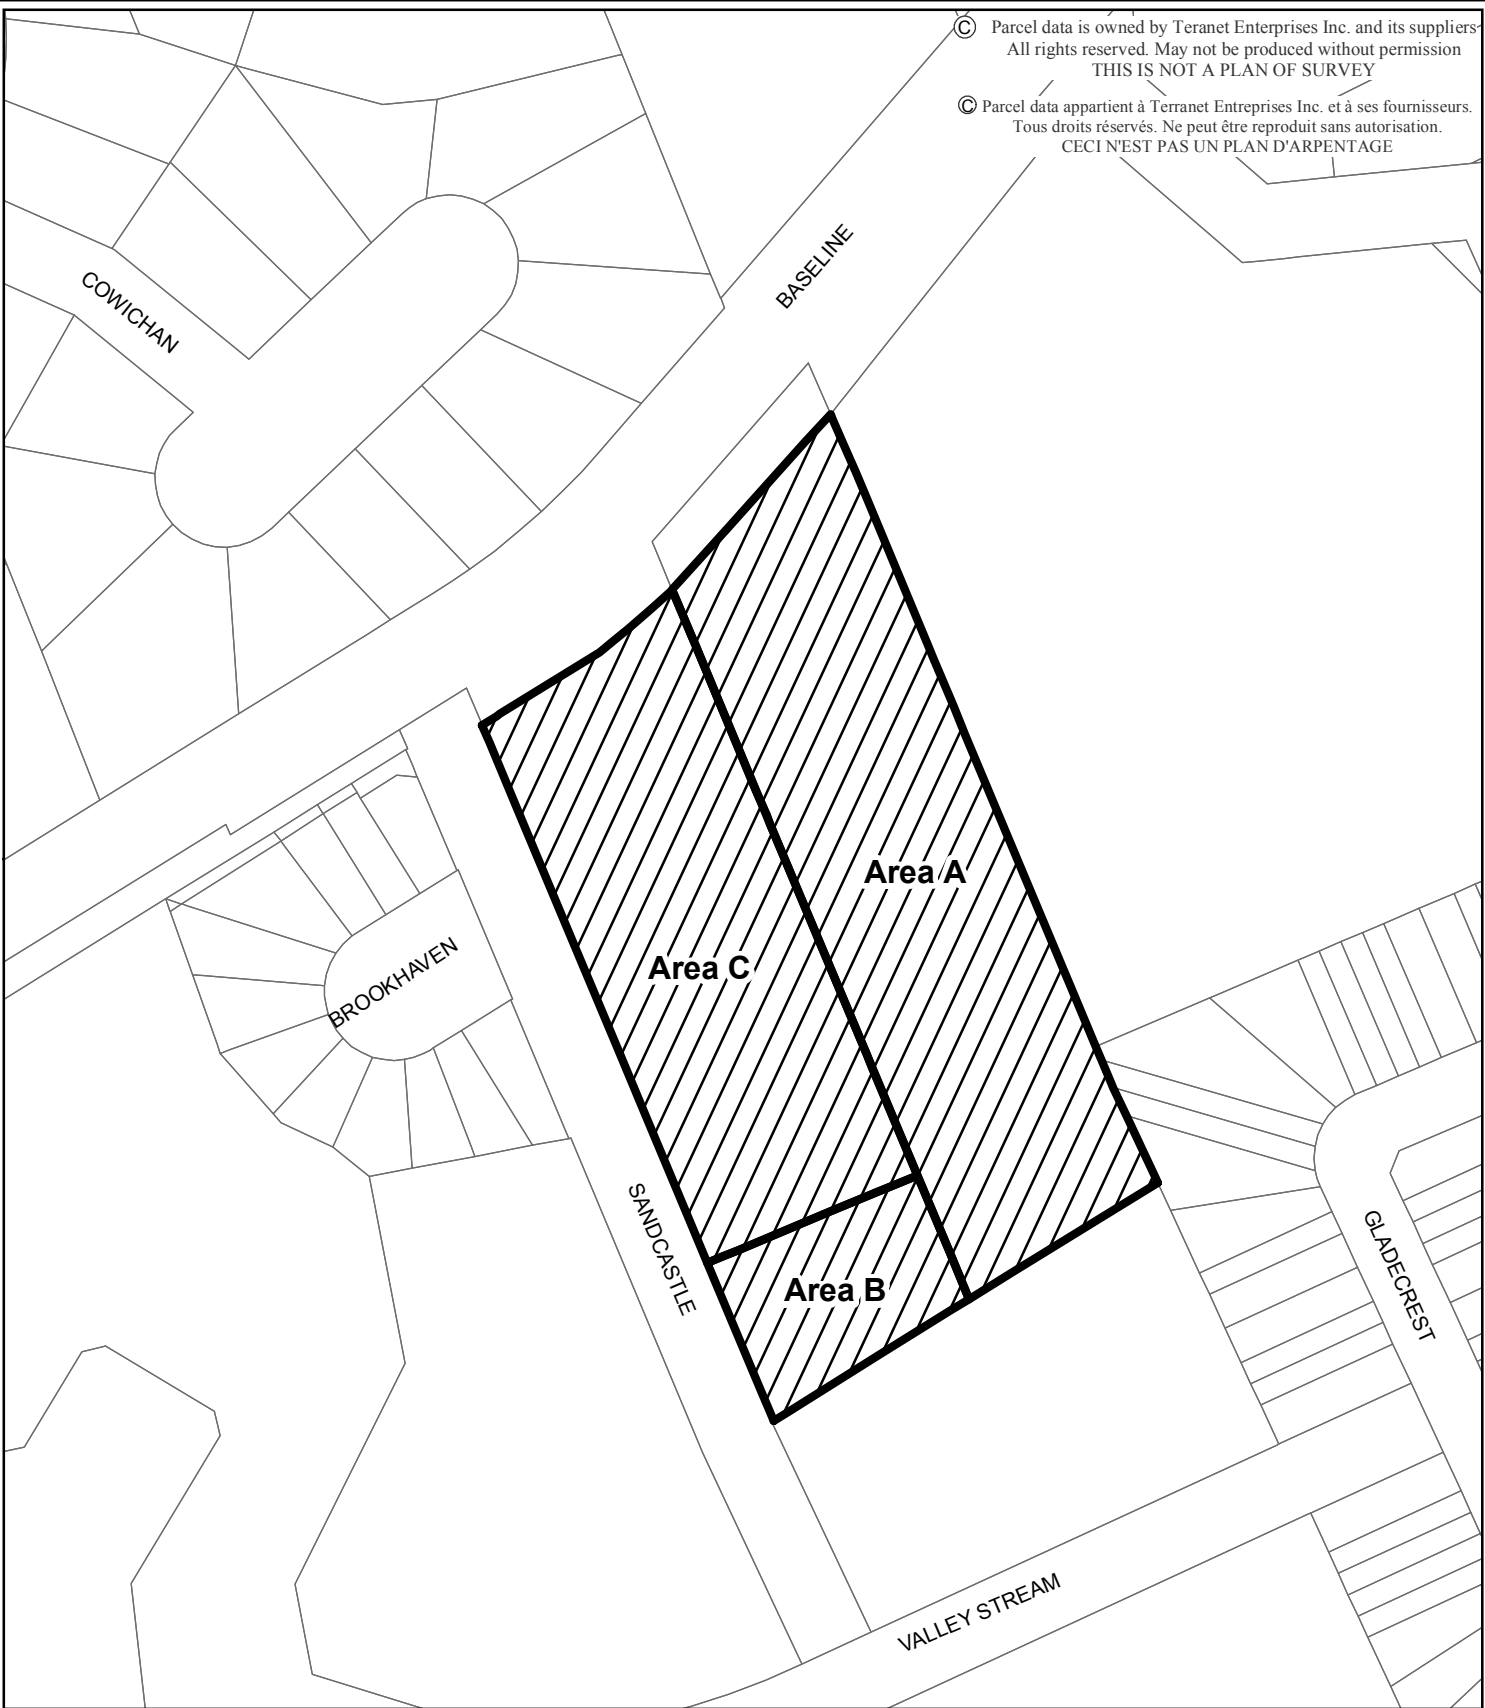 © Parcel data is owned by Teranet Enterprises Inc. and its suppliers
All rights reserved. May not be produced without permission
THIS IS NOT A PLAN OF SURVEY
© Parcel data appartient à Terranet Entreprises Inc. et à ses fournisseurs.
Tous droits réservés. Ne peut être reproduit sans autorisation.
CECI N'EST PAS UN PLAN D'ARPENTAGE
BASELINE
COWICHAN
Area A
BROOKHAVEN
Area C
SANDCASTLE
GLADECREST
Area B
VALLEY STREAM